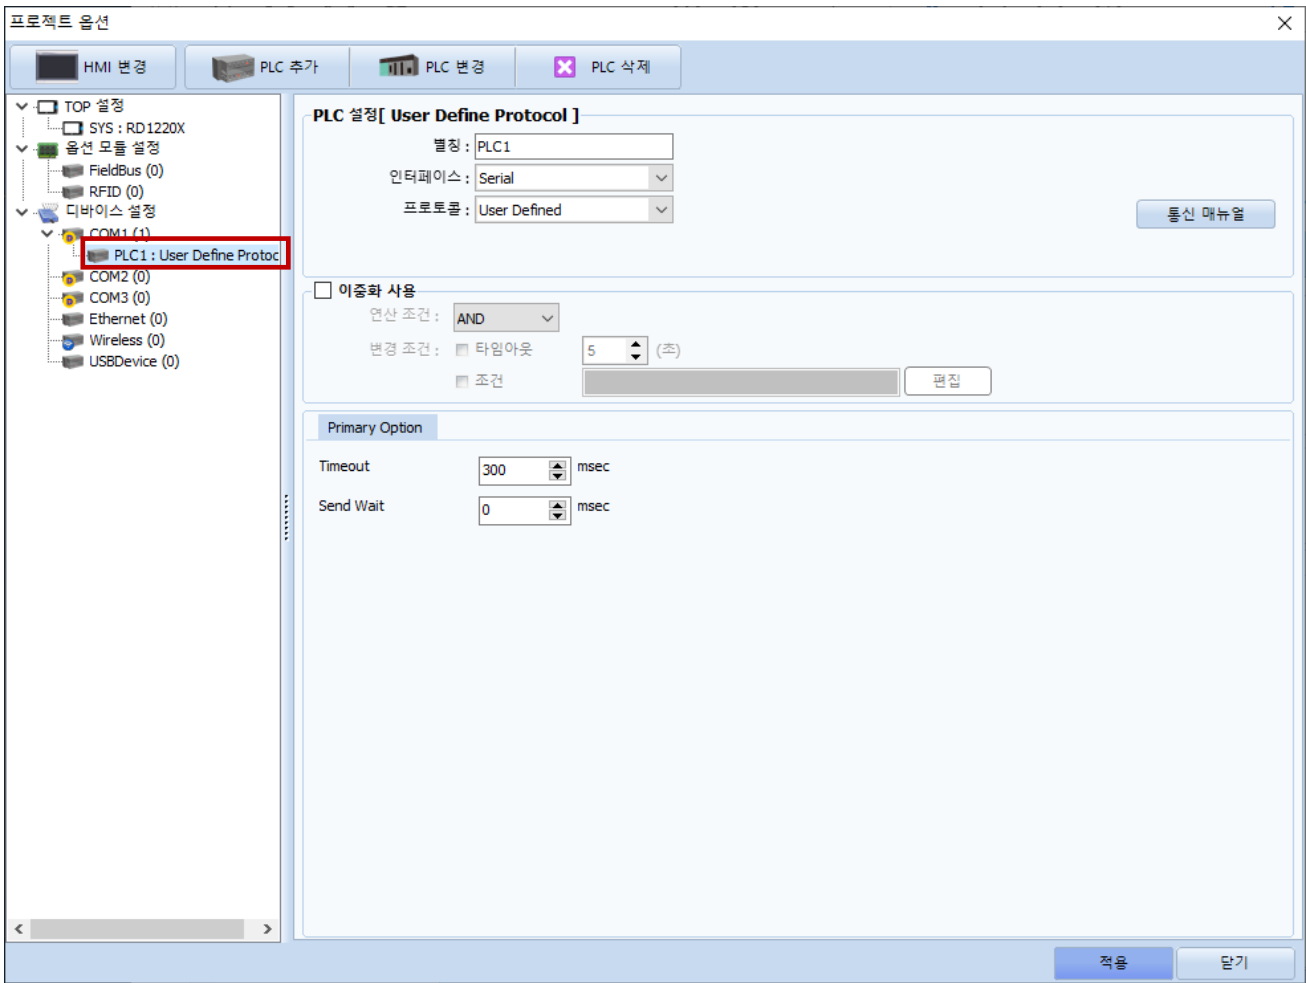 프로젝트 옵션
HMI 변경
PLC 추가
PLC 변경
PLC 삭제
TOP 설정
SYS : RD1220X
옵션 모듈 설정
FieldBus (0)
RFID (0)
디바이스 설정
COM1 (1)
PLC1 : User Define Protoc
COM2 (0)
COM3 (0)
Ethernet (0)
Wireless (0)
USBDevice (0)
PLC 설정[ User Define Protocol ]
별칭 : PLC1
인터페이스 : Serial
프로토콜 : User Defined
통신 매뉴얼
이중화 사용
연산 조건 : AND
변경 조건 : 타임아웃 5 (초)
조건 편집
Primary Option
Timeout 300 msec
Send Wait 0 msec
적용
닫기